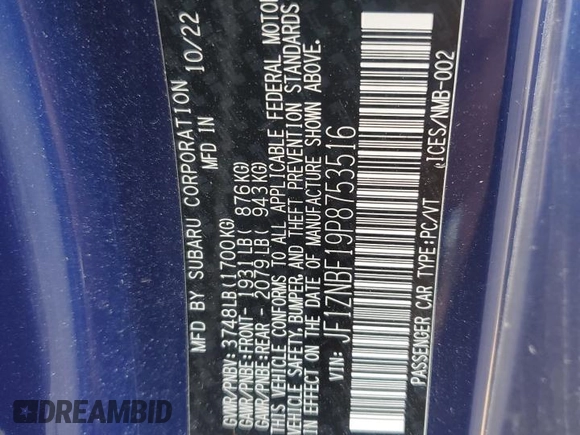 MFD BY SUBARU CORPORATION 10/22
MFD IN
GVWR/PNBV: 3748LB(1700KG)
GAWR/PNBE:FRONT- 1931LB( 876KG)
GAWR/PNBE:REAR - 2079LB( 943KG)
THIS VEHICLE CONFORMS TO ALL APPLICABLE FEDERAL MOTOR
VEHICLE SAFETY, BUMPER, AND THEFT PREVENTION STANDARDS
IN EFFECT ON THE DATE OF MANUFACTURE SHOWN ABOVE.
VIN: JF1ZNBF19P8753516
PASSENGER CAR TYPE:PC/VT ICES/NMB-002
DREAMBID